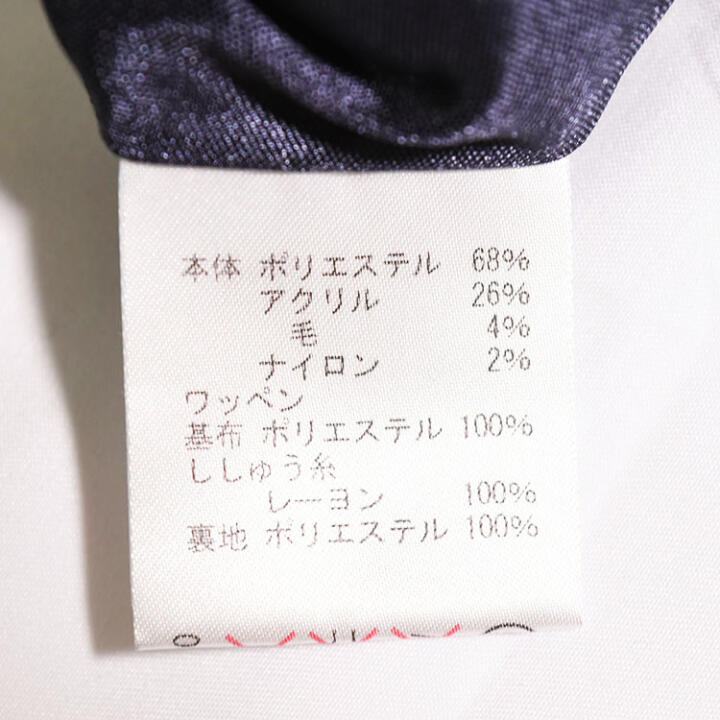 本体 ポリエステル 68%
アクリル 26%
毛 4%
ナイロン 2%
ワッペン
基布 ポリエステル 100%
ししゅう糸
レーヨン 100%
裏地 ポリエステル 100%